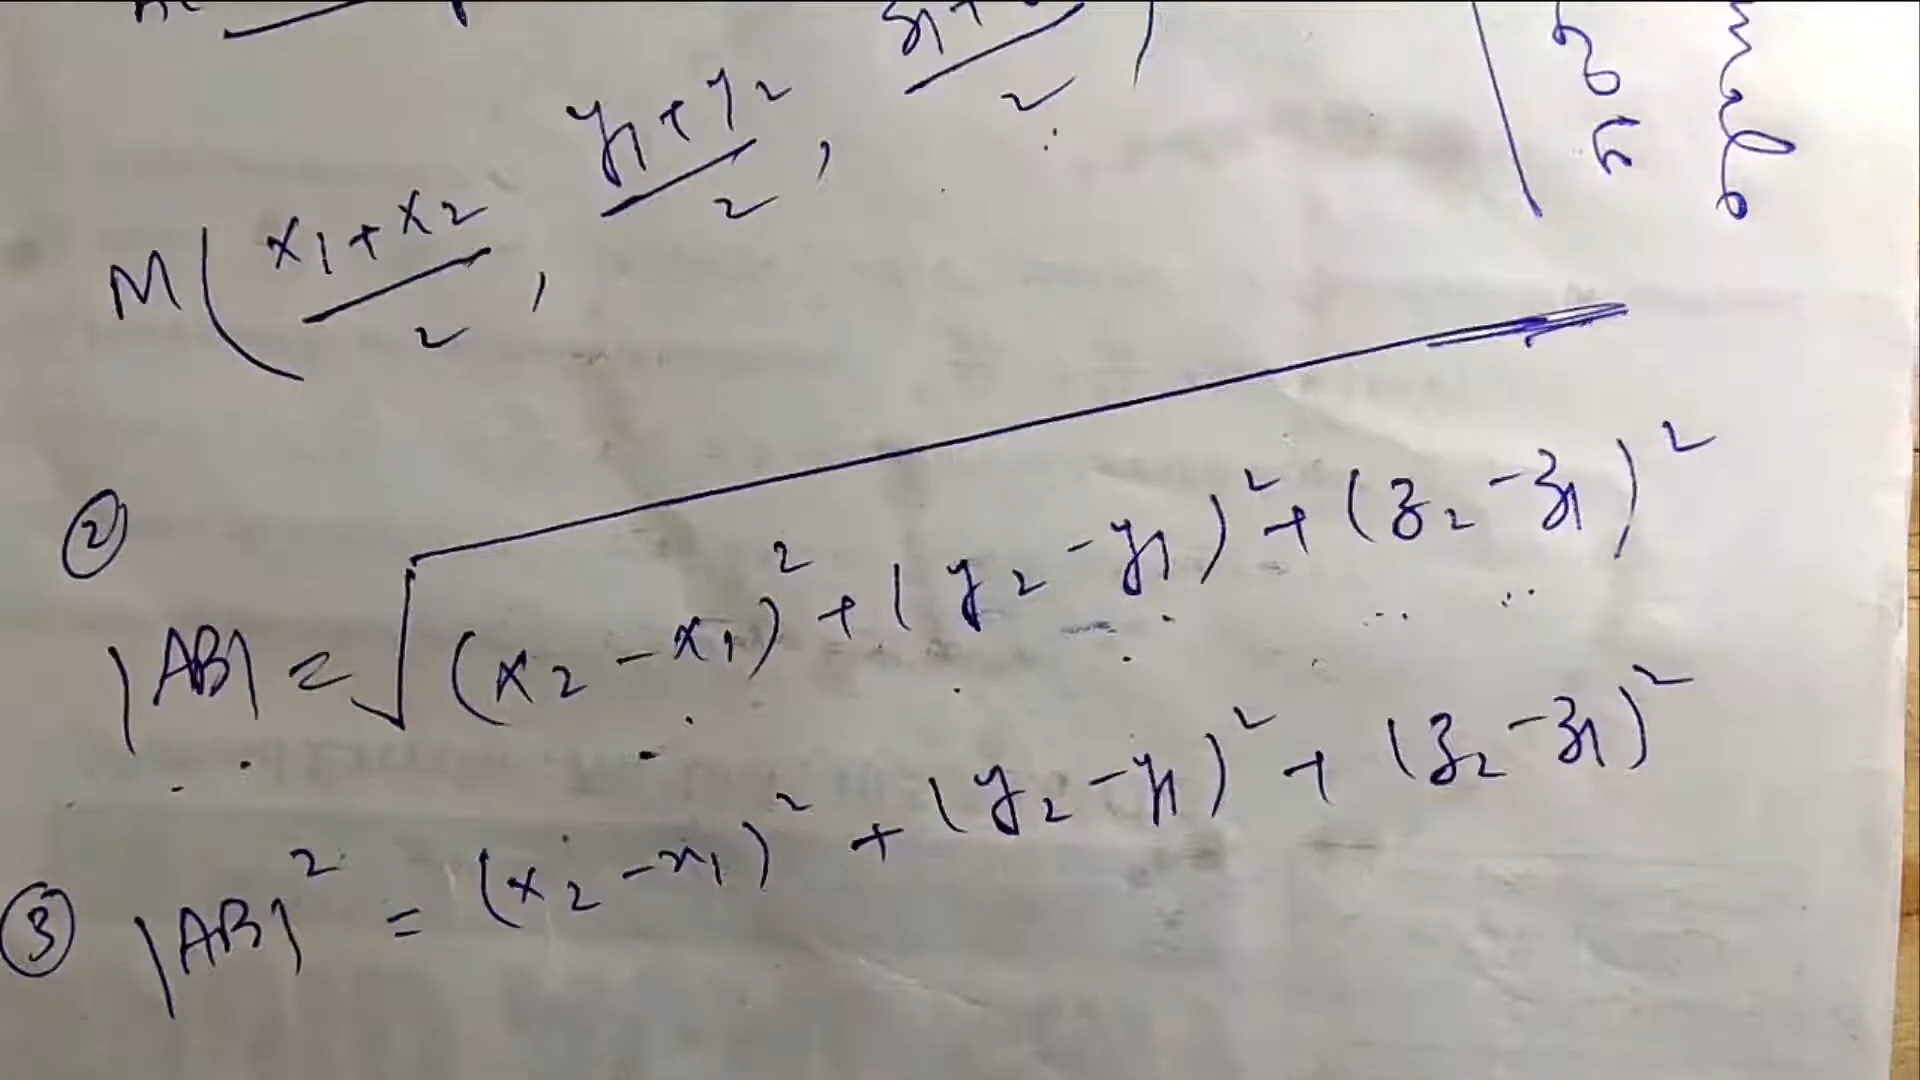 M(x₁+x₂/2, y₁+y₂/2, z₁+
/2)
②
|AB| = √(x₂-x₁)²+(y₂-y₁)²+(z₂-z₁)²
③ |AB|² = (x₂-x₁)² + (y₂-y₁)² + (z₂-z₁)²